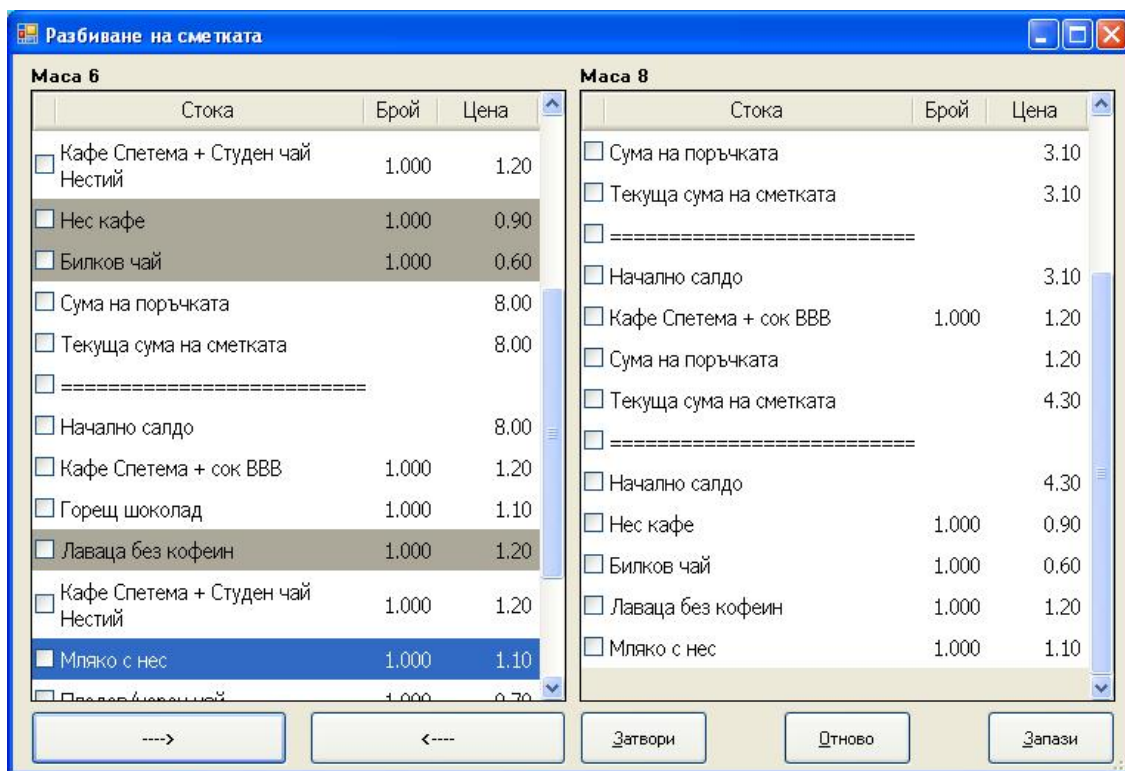 Разбиване на сметката
Маса 6
Стока Брой Цена
Кафе Спетема + Студен чай
Нестий 1.000 1.20
Нес кафе 1.000 0.90
Билков чай 1.000 0.60
Сума на поръчката 8.00
Текуща сума на сметката 8.00
==========================
Начално салдо 8.00
Кафе Спетема + сок ВВВ 1.000 1.20
Горещ шоколад 1.000 1.10
Лаваца без кофеин 1.000 1.20
Кафе Спетема + Студен чай
Нестий 1.000 1.20
Мляко с нес 1.000 1.10
Маса 8
Стока Брой Цена
Сума на поръчката 3.10
Текуща сума на сметката 3.10
==========================
Начално салдо 3.10
Кафе Спетема + сок ВВВ 1.000 1.20
Сума на поръчката 1.20
Текуща сума на сметката 4.30
==========================
Начално салдо 4.30
Нес кафе 1.000 0.90
Билков чай 1.000 0.60
Лаваца без кофеин 1.000 1.20
Мляко с нес 1.000 1.10
----> <---- Затвори Отново Запази